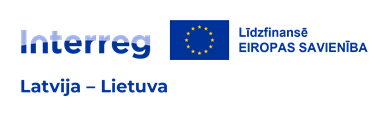 Interreg
Līdzfinansē
EIROPAS SAVIENĪBA
Latvija – Lietuva